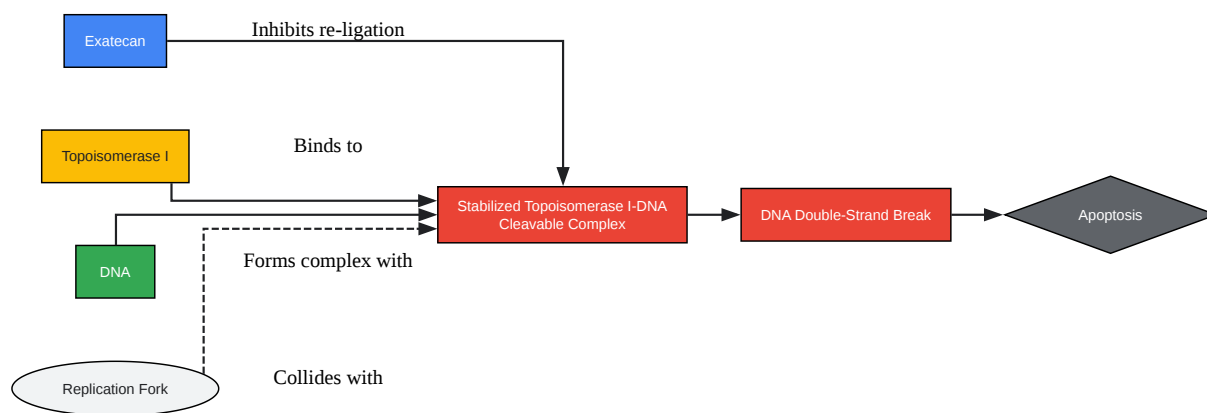 Exatecan
Inhibits re-ligation
Topoisomerase I
Binds to
Stabilized Topoisomerase I-DNA
Cleavable Complex
DNA Double-Strand Break
Apoptosis
DNA
Forms complex with
Replication Fork
Collides with